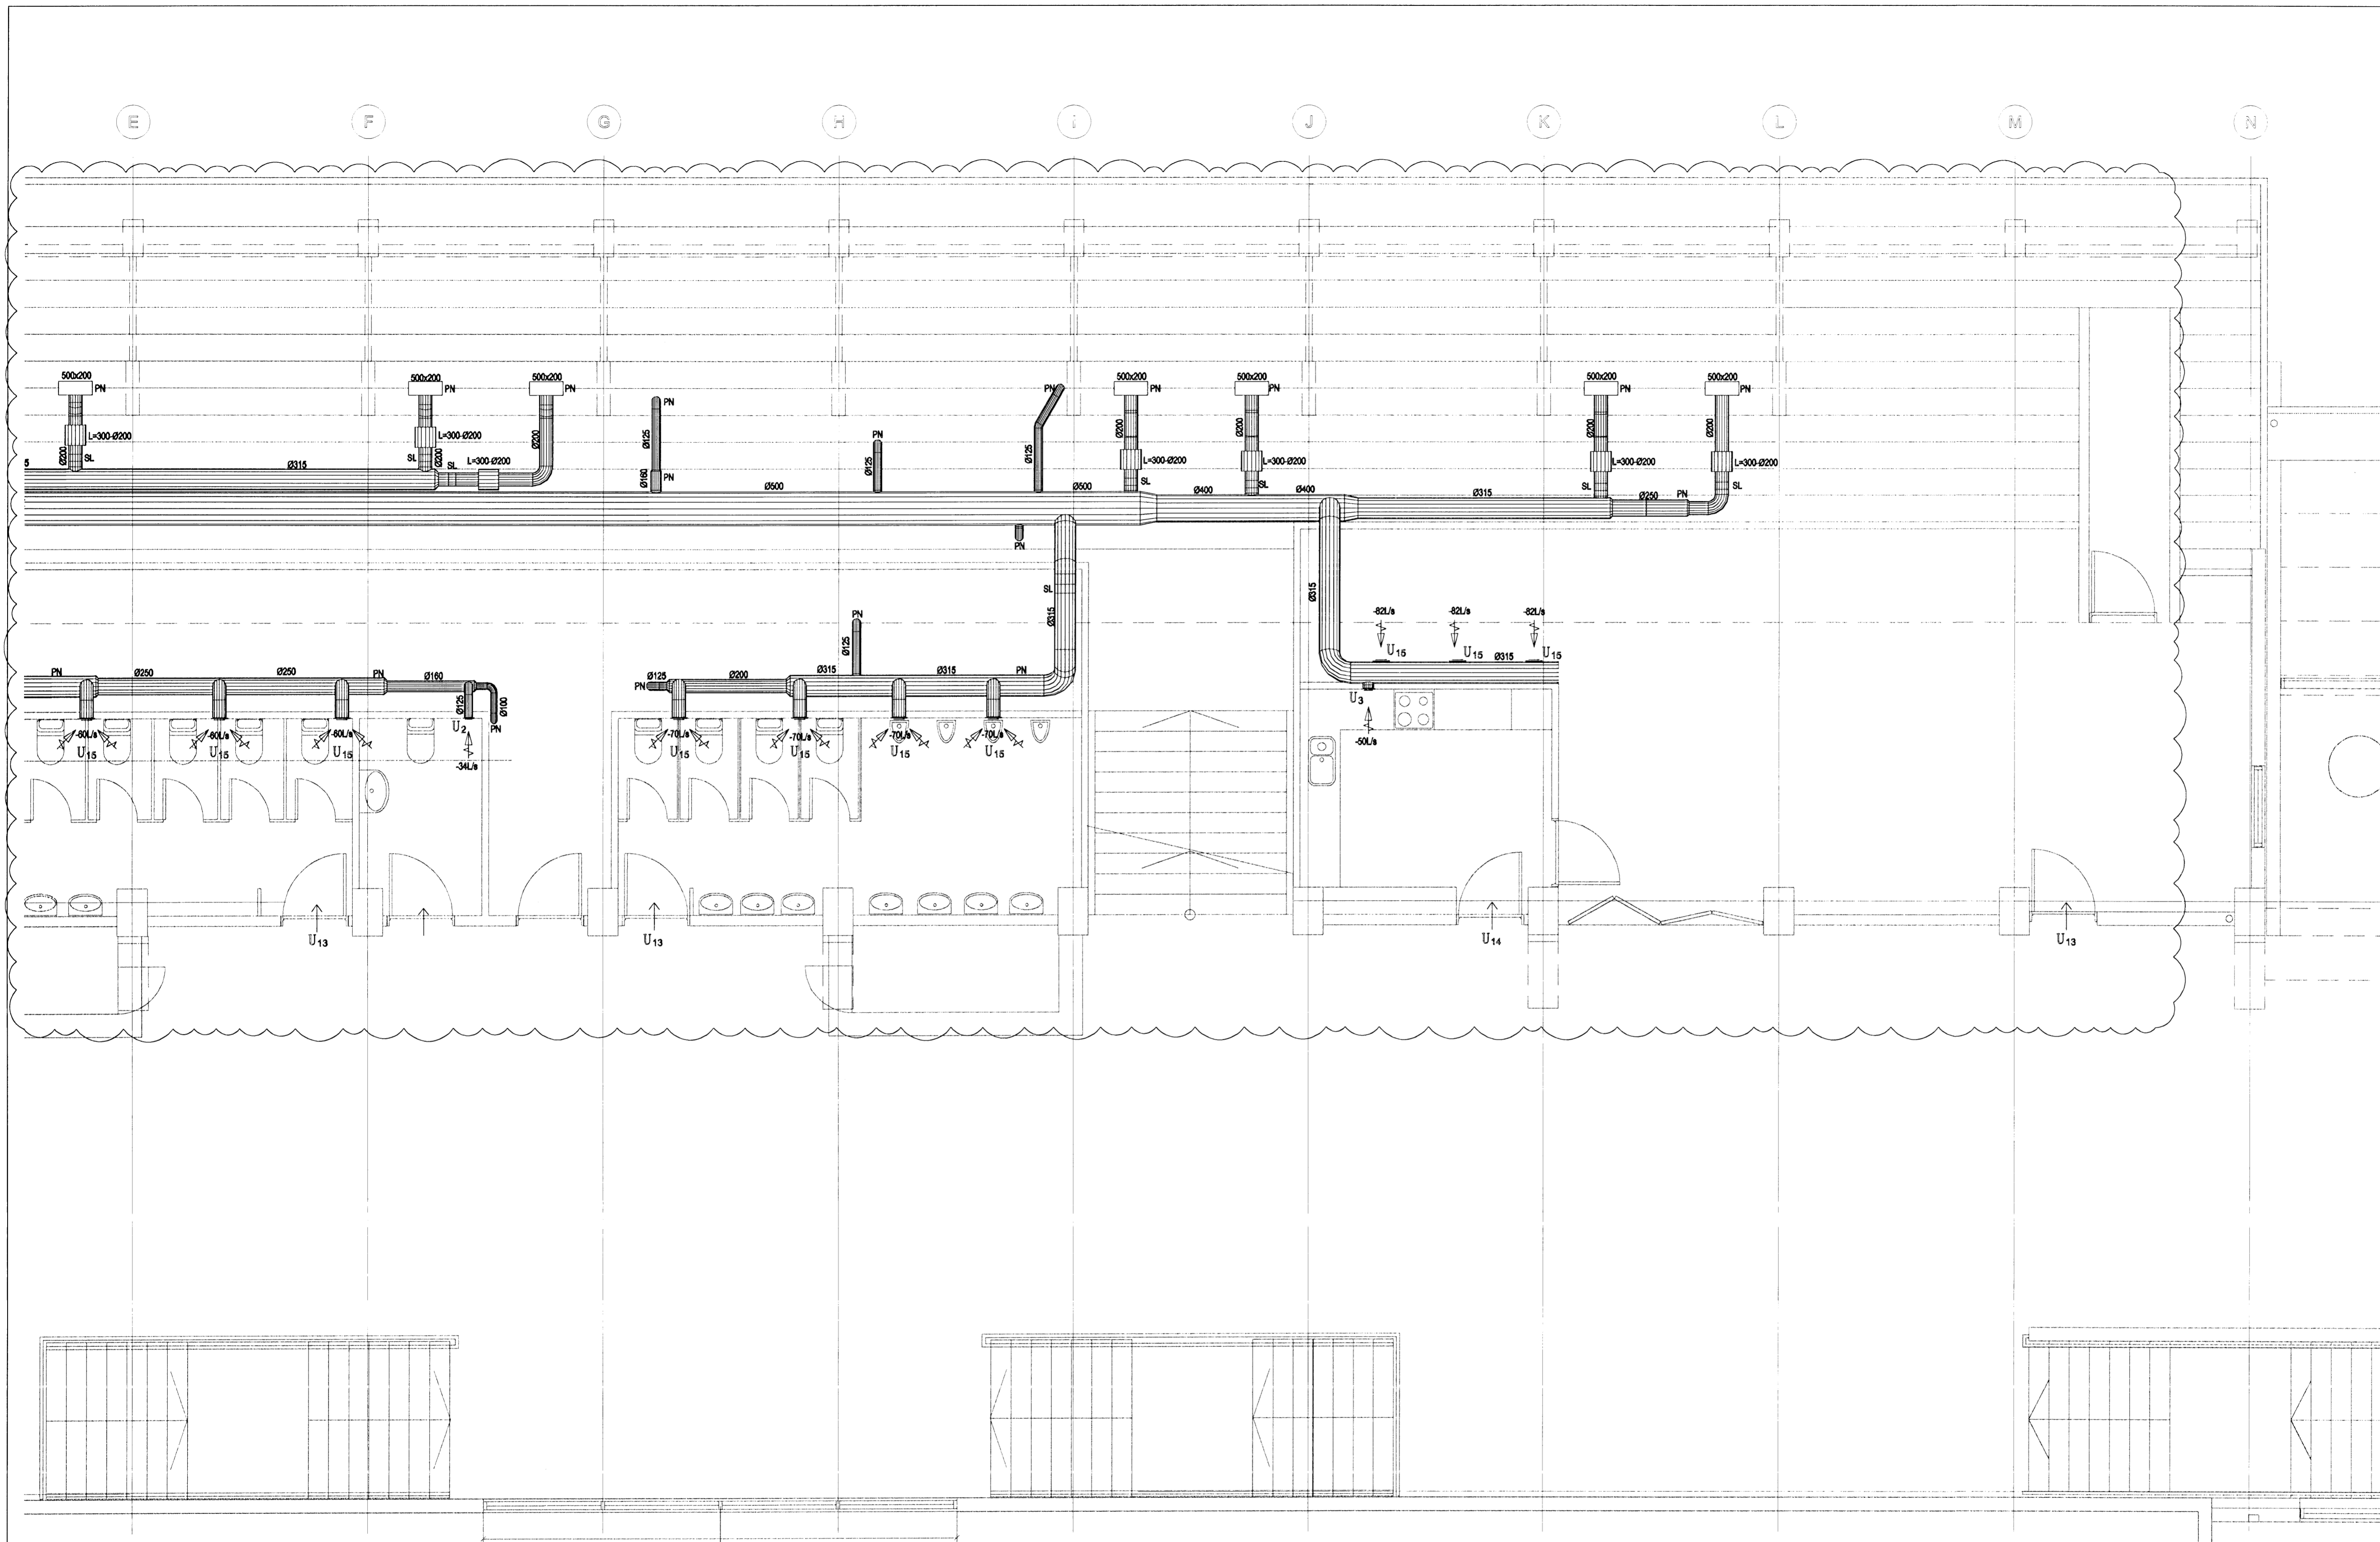 E F G H I J K L M N
500x200 500x200 500x200 500x200 500x200 500x200 500x200
PN PN PN PN PN PN PN PN
PN
Ø125 Ø200 Ø200 Ø200 Ø200 Ø200
PN
L=300-Ø200 L=300-Ø200
Ø200 SL SL Ø200 SL L=300-Ø200
Ø125 Ø125
L=300-Ø200 L=300-Ø200 L=300-Ø200 L=300-Ø200
5 Ø315
Ø160 PN
SL SL SL SL
Ø500 Ø500 Ø400 Ø400 Ø315 Ø250 PN
PN
SL
Ø315 Ø315
-82L/s -82L/s -82L/s
PN
Ø125
U15 U15 U15 Ø315
PN Ø250 Ø250 PN Ø160
Ø125 Ø200 Ø315 Ø315 PN
PN
Ø125 Ø100
U2 PN
U3
-60L/s -60L/s -60L/s -70L/s -70L/s -70L/s -70L/s
-50L/s
U15 U15 U15 U15 U15 U15 U15
-34L/s
U13 U13 U14 U13